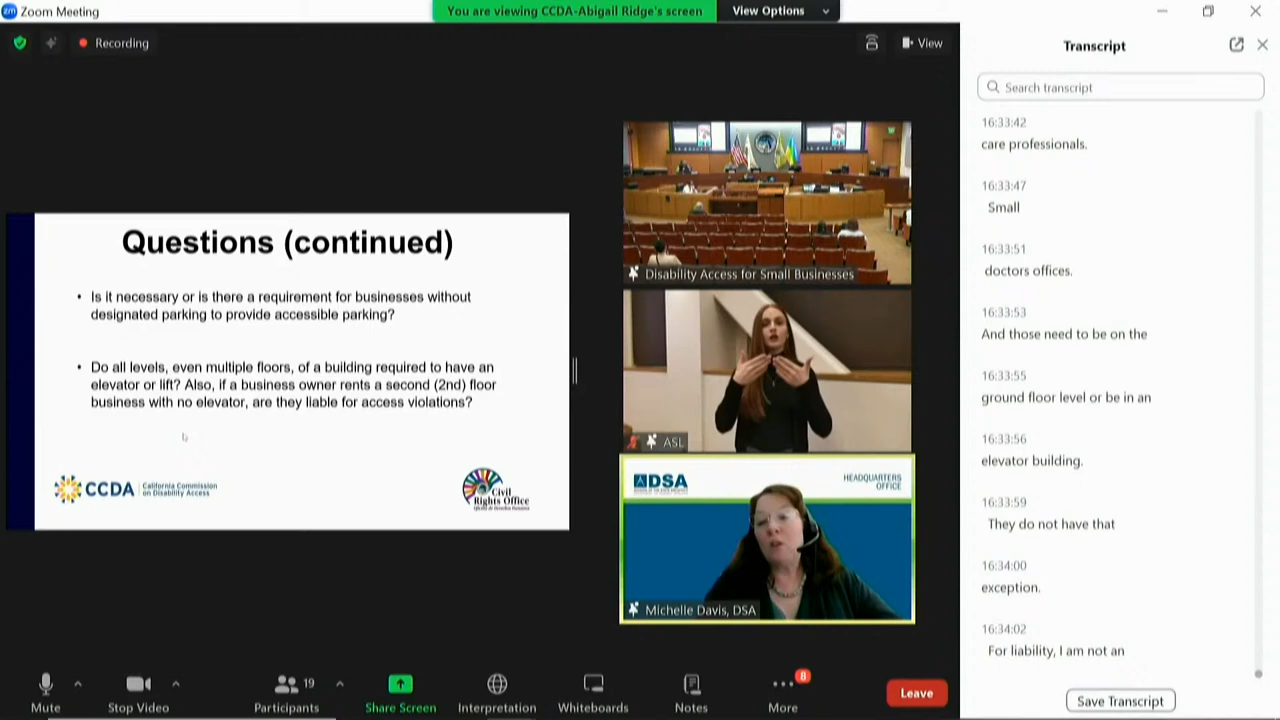 Zoom Meeting
You are viewing CCDA-Abigail Ridge's screen
View Options
Recording
View
Questions (continued)
• Is it necessary or is there a requirement for businesses without
designated parking to provide accessible parking?
• Do all levels, even multiple floors, of a building required to have an
elevator or lift? Also, if a business owner rents a second (2nd) floor
business with no elevator, are they liable for access violations?
CCDA
California Commission
on Disability Access
Civil
Rights Office
Disability Access for Small Businesses
ASL
DSA
HEADQUARTERS
OFFICE
Michelle Davis, DSA
Transcript
Search transcript
16:33:42
care professionals.
16:33:47
Small
16:33:51
doctors offices.
16:33:53
And those need to be on the
16:33:55
ground floor level or be in an
16:33:56
elevator building.
16:33:59
They do not have that
16:34:00
exception.
16:34:02
For liability, I am not an
Save Transcript
Mute
Stop Video
19
Participants
Share Screen
Interpretation
Whiteboards
Notes
8
More
Leave